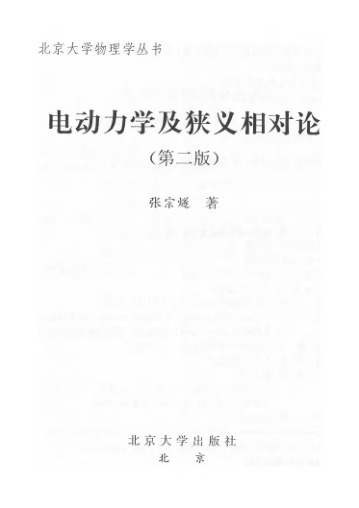 北京大学物理学丛书
电动力学及狭义相对论
(第二版)
张宗燧 著
北京大学出版社
北 京